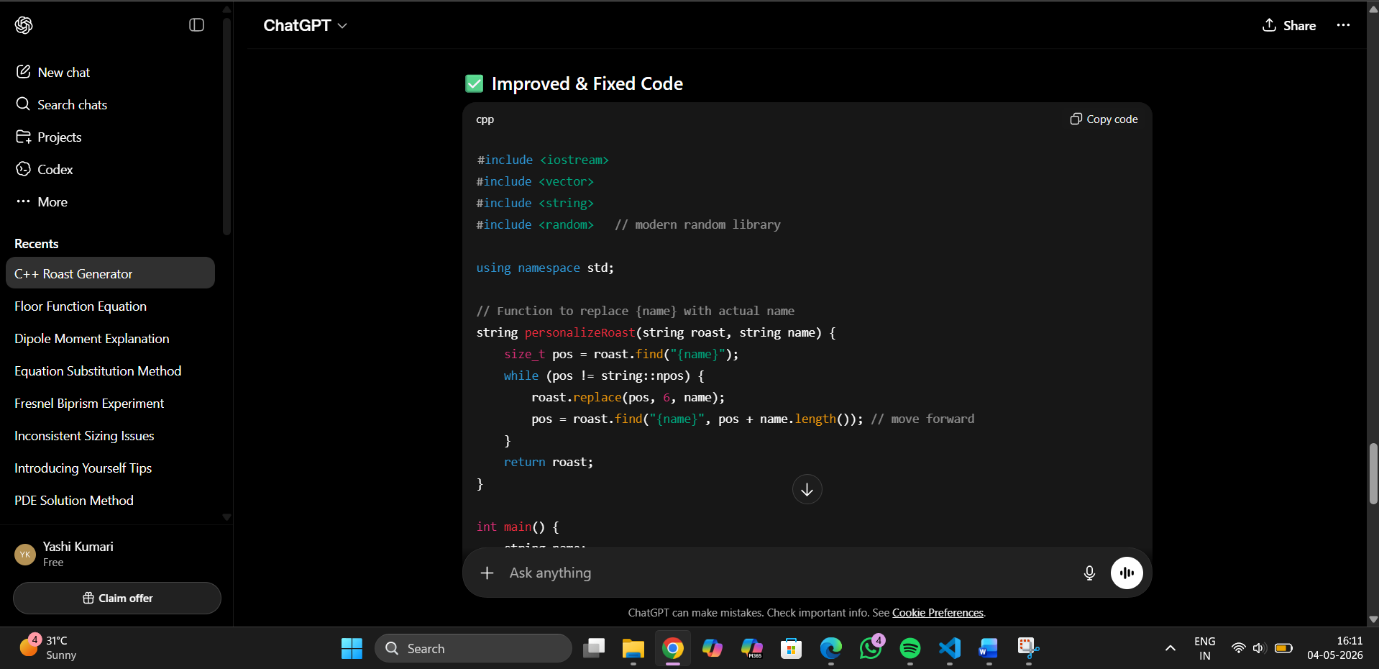 ChatGPT
Share
New chat
Search chats
Projects
Codex
More
Recents
C++ Roast Generator
Floor Function Equation
Dipole Moment Explanation
Equation Substitution Method
Fresnel Biprism Experiment
Inconsistent Sizing Issues
Introducing Yourself Tips
PDE Solution Method
YK
Yashi Kumari
Free
Claim offer
✅ Improved & Fixed Code
cpp
Copy code
#include <iostream>
#include <vector>
#include <string>
#include <random>   // modern random library
using namespace std;
// Function to replace {name} with actual name
string personalizeRoast(string roast, string name) {
    size_t pos = roast.find("{name}");
    while (pos != string::npos) {
        roast.replace(pos, 6, name);
        pos = roast.find("{name}", pos + name.length()); // move forward
    }
    return roast;
}
int main() {
    string name;
Ask anything
ChatGPT can make mistakes. Check important info. See Cookie Preferences.
4
31°C
Sunny
Search
M365
4
ENG
IN
16:11
04-05-2026